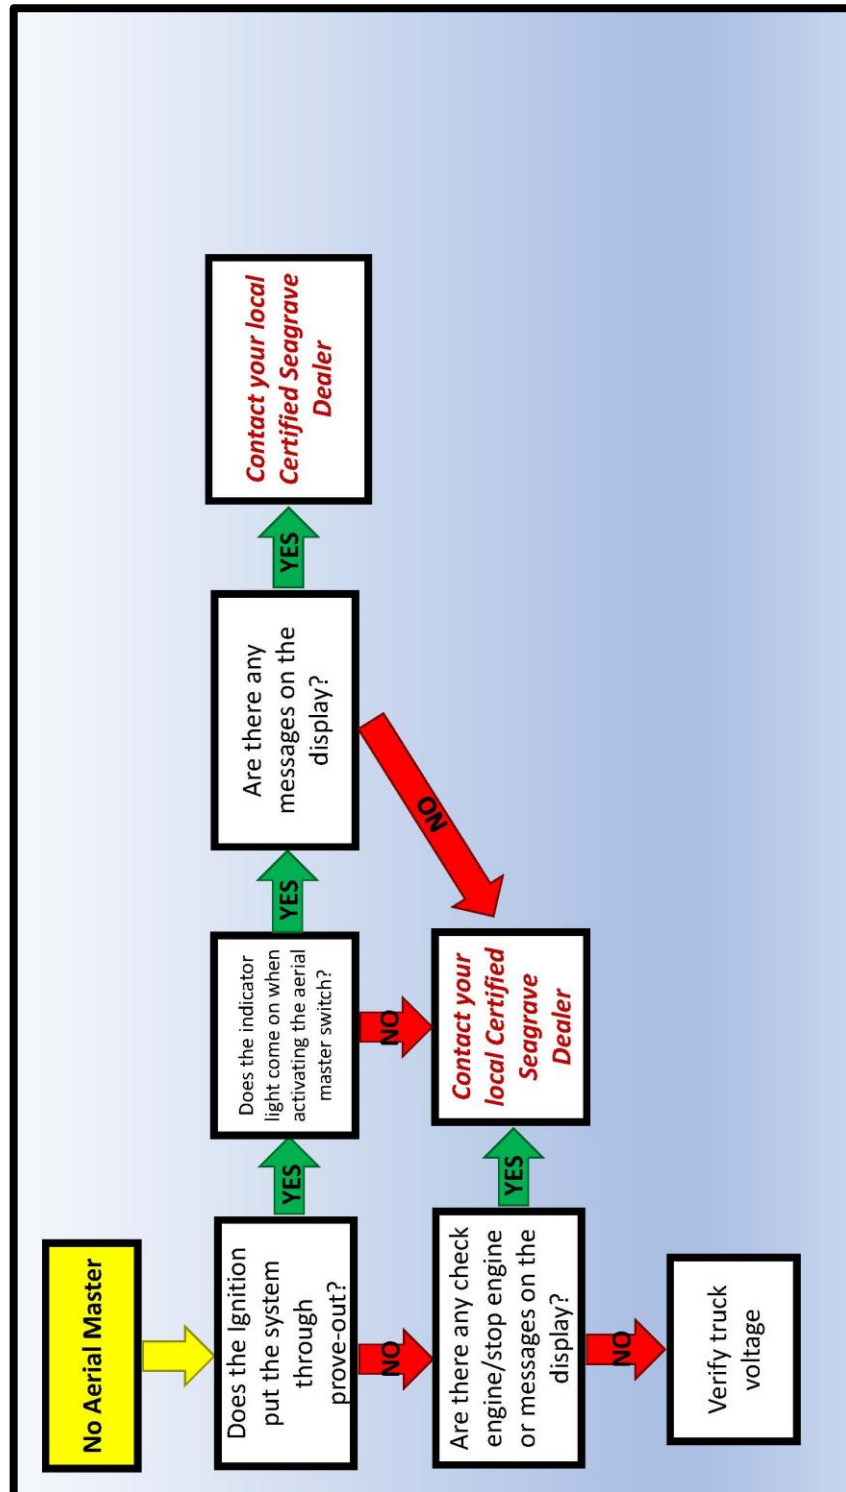 No Aerial Master
Does the Ignition
put the system
through
prove-out?
YES
Does the indicator
light come on when
activating the aerial
master switch?
YES
Are there any
messages on the
display?
YES
Contact your local
Certified Seagrave
Dealer
NO
NO
NO
Are there any check
engine/stop engine
or messages on the
display?
YES
Contact your
local Certified
Seagrave
Dealer
NO
Verify truck
voltage